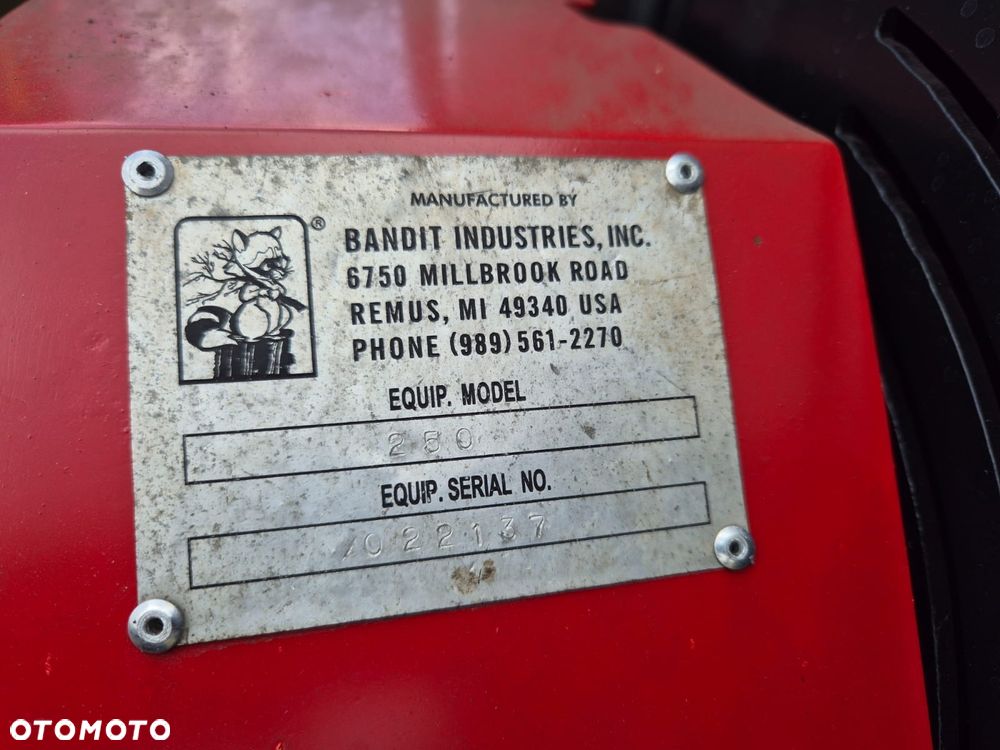 MANUFACTURED BY
®
BANDIT INDUSTRIES, INC.
6750 MILLBROOK ROAD
REMUS, MI 49340 USA
PHONE (989) 561-2270
EQUIP. MODEL
280
EQUIP. SERIAL NO.
022137
OTOMOTO